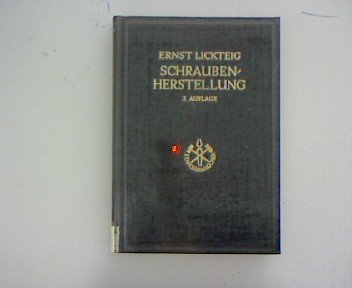 ERNST LICKTEIG
SCHRAUBEN-
HERSTELLUNG
3. AUFLAGE